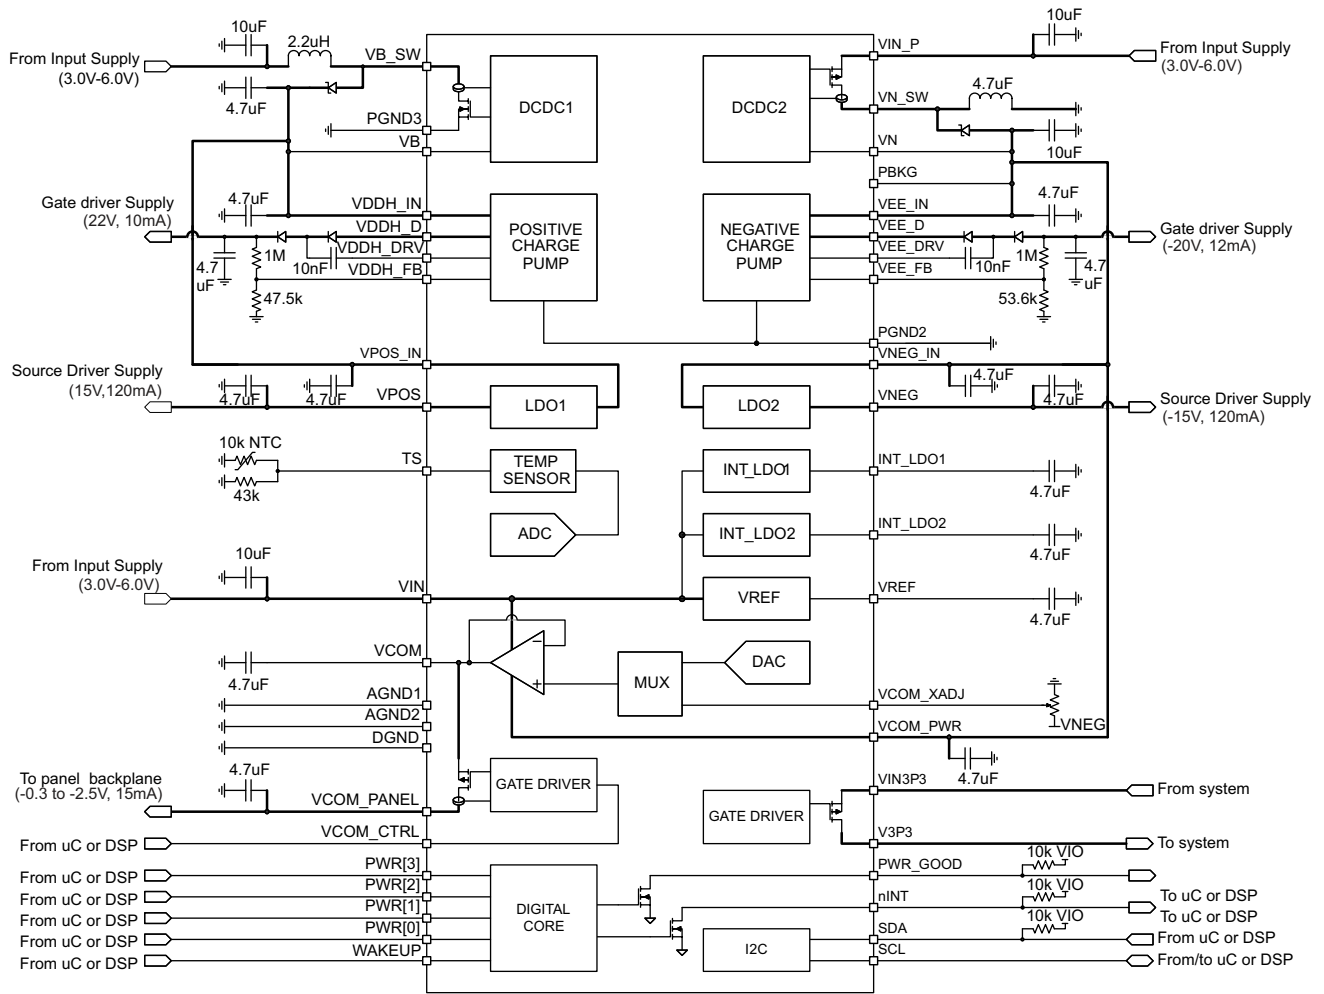 10uF
2.2uH
From Input Supply
(3.0V-6.0V)
VB_SW
4.7uF
DCDC1
PGND3
VB
4.7uF
Gate driver Supply
(22V, 10mA)
VDDH_IN
VDDH_D
VDDH_DRV
VDDH_FB
4.7
uF
1M
10nF
47.5k
POSITIVE
CHARGE
PUMP
VPOS_IN
Source Driver Supply
(15V,120mA)
4.7uF
4.7uF
VPOS
LDO1
10k NTC
43k
TS
TEMP
SENSOR
ADC
10uF
From Input Supply
(3.0V-6.0V)
VIN
VCOM
4.7uF
AGND1
AGND2
DGND
4.7uF
To panel backplane
(-0.3 to -2.5V, 15mA)
VCOM_PANEL
GATE DRIVER
VCOM_CTRL
From uC or DSP
PWR[3]
From uC or DSP
PWR[2]
From uC or DSP
PWR[1]
From uC or DSP
PWR[0]
From uC or DSP
WAKEUP
From uC or DSP
DIGITAL
CORE
10uF
VIN_P
From Input Supply
(3.0V-6.0V)
DCDC2
4.7uF
VN_SW
10uF
VN
PBKG
4.7uF
NEGATIVE
CHARGE
PUMP
VEE_IN
VEE_D
VEE_DRV
VEE_FB
10nF
1M
4.7
uF
53.6k
Gate driver Supply
(-20V, 12mA)
PGND2
VNEG_IN
4.7uF
LDO2
VNEG
4.7uF
Source Driver Supply
(-15V, 120mA)
INT_LDO1
INT_LDO1
4.7uF
INT_LDO2
INT_LDO2
4.7uF
VREF
VREF
4.7uF
DAC
MUX
VCOM_XADJ
VNEG
VCOM_PWR
4.7uF
VIN3P3
From system
GATE DRIVER
V3P3
To system
PWR_GOOD
10k VIO
nINT
10k VIO
To uC or DSP
To uC or DSP
SDA
10k VIO
From uC or DSP
I2C
SCL
From/to uC or DSP